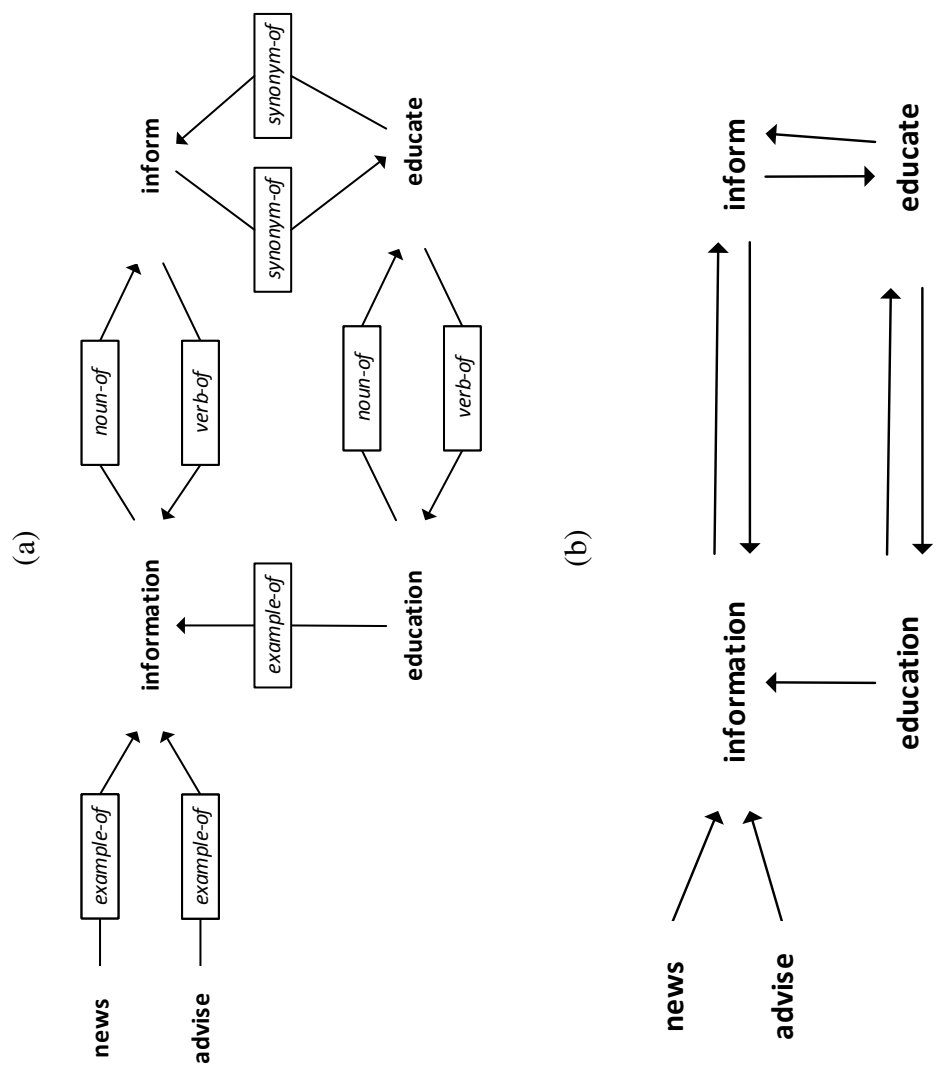 (a)
news
example-of
information
noun-of
inform
advise
example-of
verb-of
example-of
synonym-of
synonym-of
education
noun-of
educate
verb-of
(b)
news
information
inform
advise
education
educate